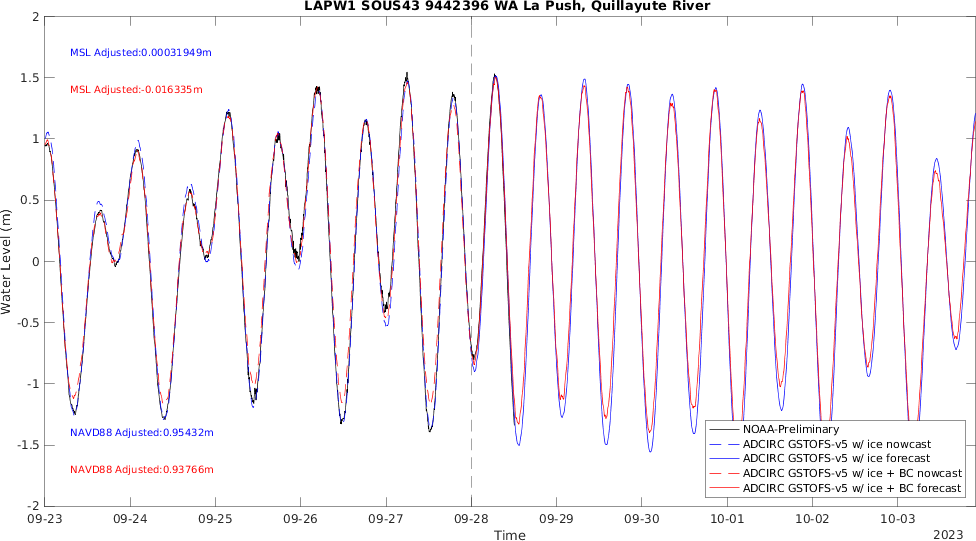 LAPW1 SOUS43 9442396 WA La Push, Quillayute River
2
1.5
1
0.5
0
-0.5
-1
-1.5
-2
Water Level (m)
MSL Adjusted:0.00031949m
MSL Adjusted:-0.016335m
NAVD88 Adjusted:0.95432m
NAVD88 Adjusted:0.93766m
NOAA-Preliminary
ADCIRC GSTOFS-v5 w/ ice nowcast
ADCIRC GSTOFS-v5 w/ ice forecast
ADCIRC GSTOFS-v5 w/ ice + BC nowcast
ADCIRC GSTOFS-v5 w/ ice + BC forecast
09-23 09-24 09-25 09-26 09-27 09-28 09-29 09-30 10-01 10-02 10-03
Time
2023